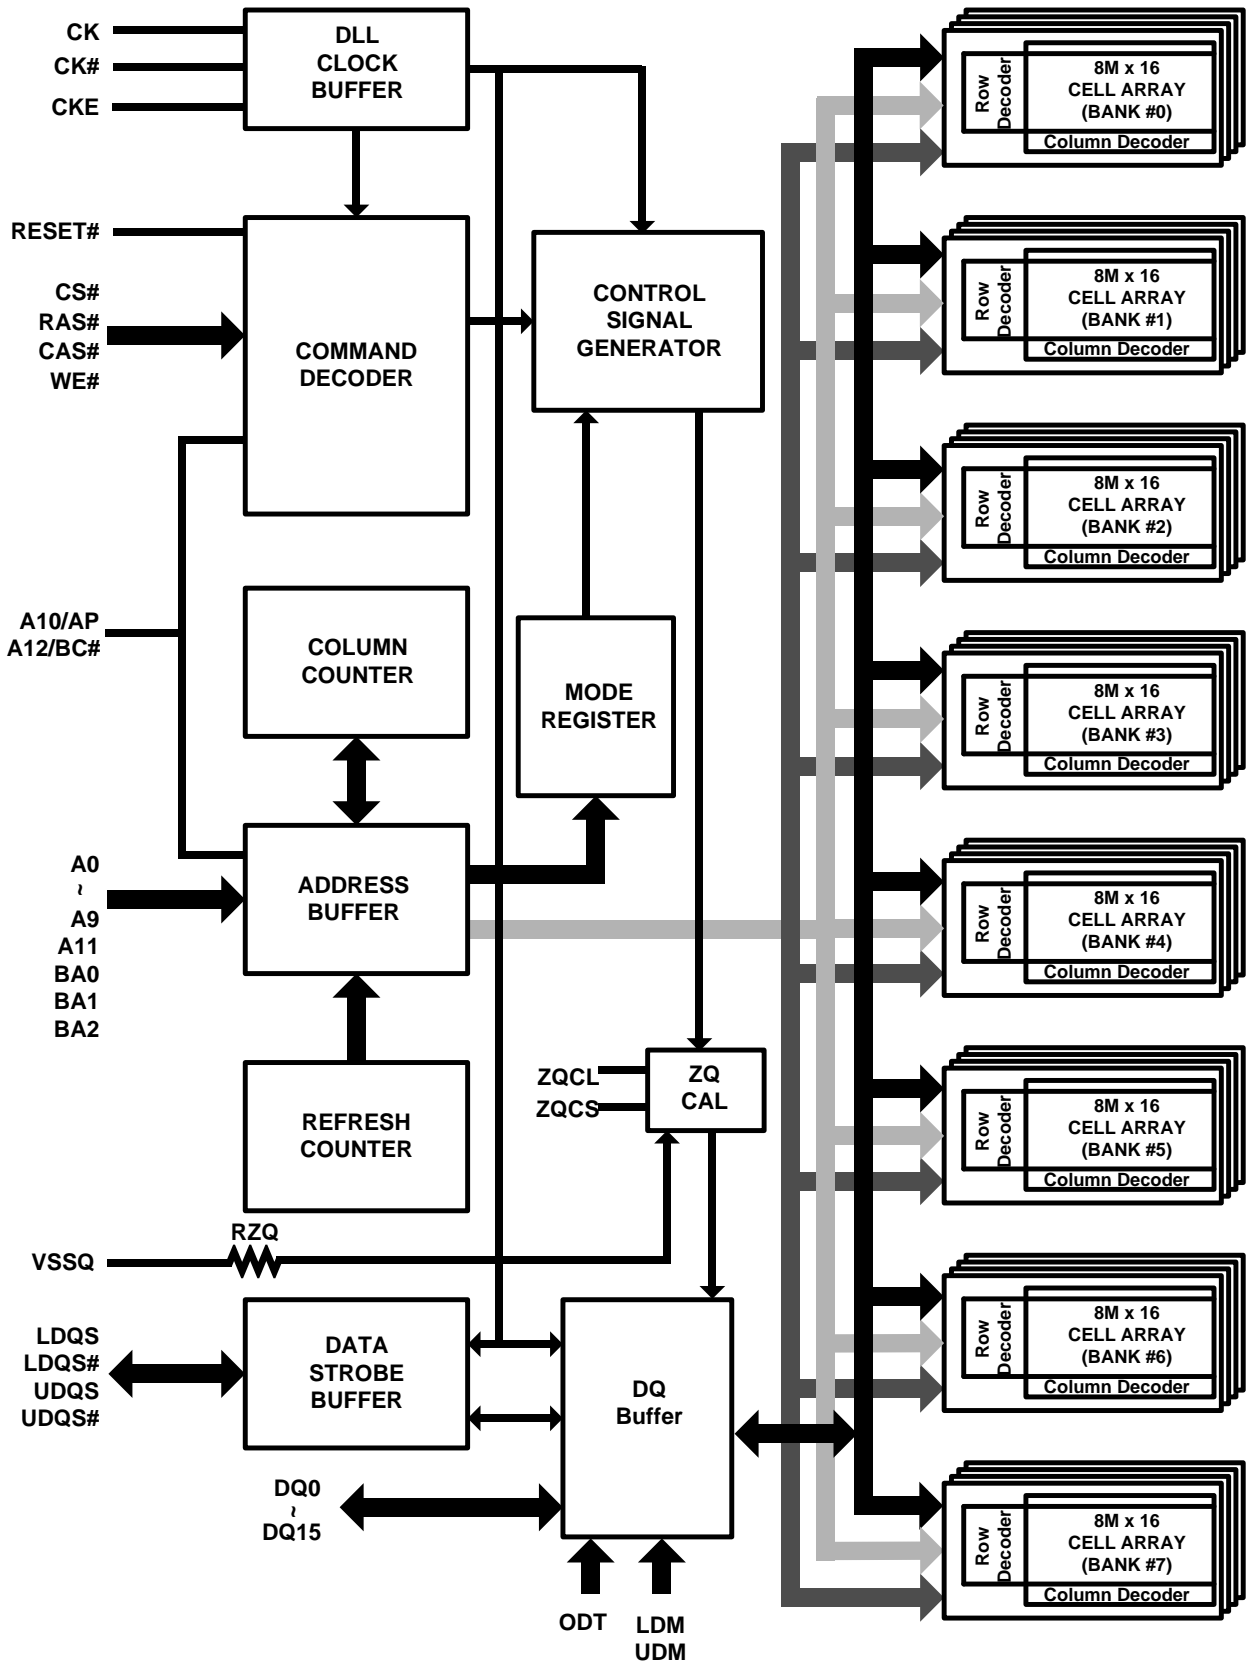 CK
CK#
CKE
DLL
CLOCK
BUFFER
RESET#
CS#
RAS#
CAS#
WE#
COMMAND
DECODER
CONTROL
SIGNAL
GENERATOR
A10/AP
A12/BC#
COLUMN
COUNTER
MODE
REGISTER
A0
~
A9
A11
BA0
BA1
BA2
ADDRESS
BUFFER
REFRESH
COUNTER
ZQCL
ZQCS
ZQ
CAL
VSSQ
RZQ
LDQS
LDQS#
UDQS
UDQS#
DATA
STROBE
BUFFER
DQ
Buffer
DQ0
~
DQ15
ODT
LDM
UDM
Row
Decoder
8M x 16
CELL ARRAY
(BANK #0)
Column Decoder
Row
Decoder
8M x 16
CELL ARRAY
(BANK #1)
Column Decoder
Row
Decoder
8M x 16
CELL ARRAY
(BANK #2)
Column Decoder
Row
Decoder
8M x 16
CELL ARRAY
(BANK #3)
Column Decoder
Row
Decoder
8M x 16
CELL ARRAY
(BANK #4)
Column Decoder
Row
Decoder
8M x 16
CELL ARRAY
(BANK #5)
Column Decoder
Row
Decoder
8M x 16
CELL ARRAY
(BANK #6)
Column Decoder
Row
Decoder
8M x 16
CELL ARRAY
(BANK #7)
Column Decoder